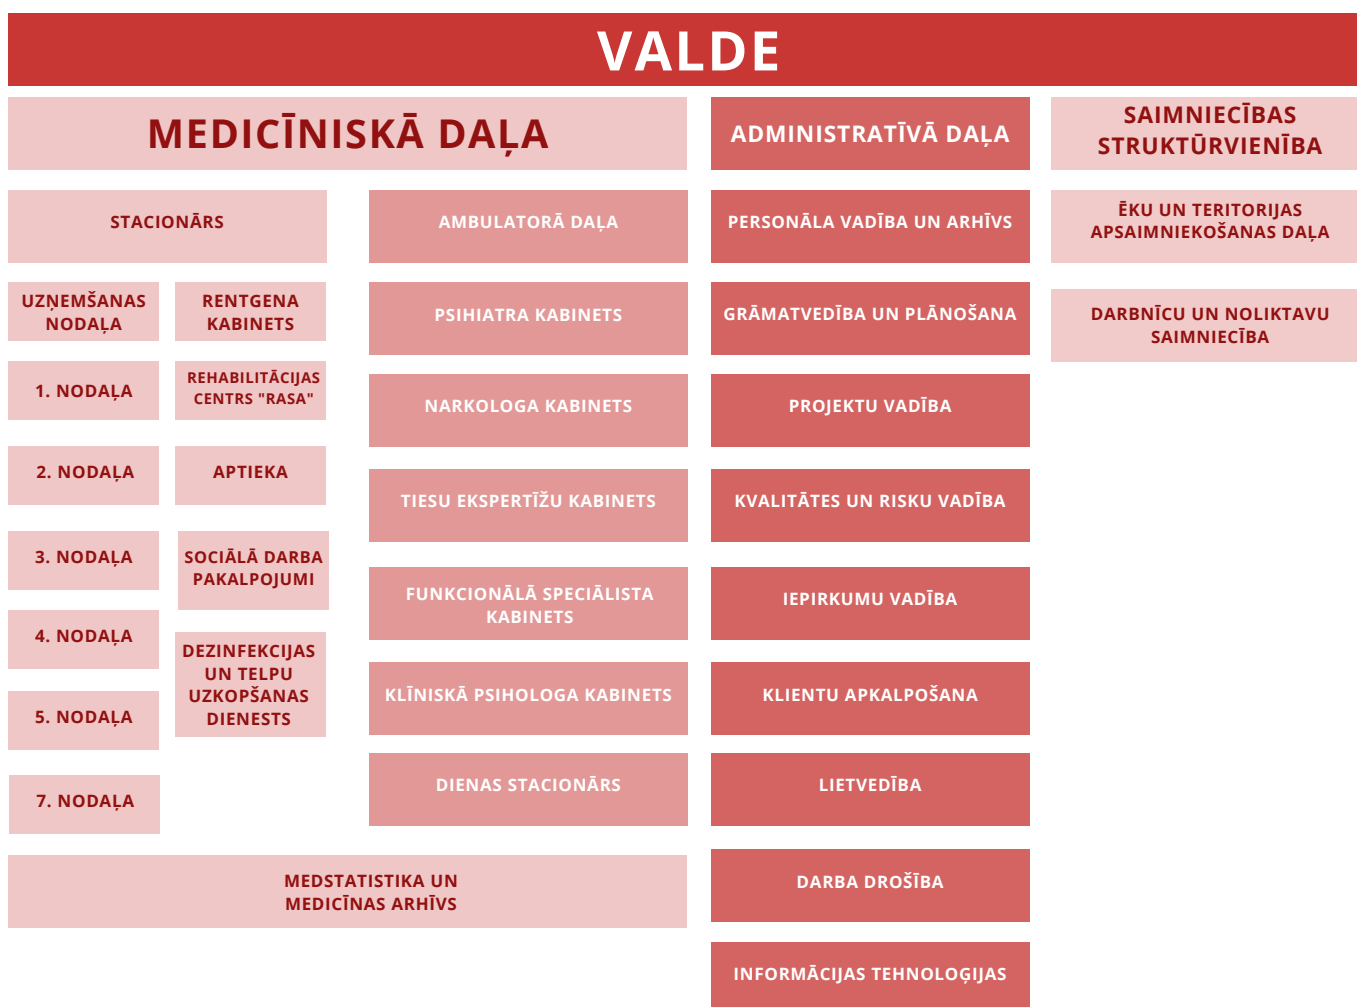 VALDE
MEDICĪNISKĀ DAĻA
STACIONĀRS
UZŅEMŠANAS
NODAĻA
1. NODAĻA
2. NODAĻA
3. NODAĻA
4. NODAĻA
5. NODAĻA
7. NODAĻA
RENTGENA
KABINETS
REHABILITĀCIJAS
CENTRS "RASA"
APTIEKA
SOCIĀLĀ DARBA
PAKALPOJUMI
DEZINFEKCIJAS
UN TELPU
UZKOPŠANAS
DIENESTS
AMBULATORĀ DAĻA
PSIHIATRA KABINETS
NARKOLOGA KABINETS
TIESU EKSPERTĪŽU KABINETS
FUNKCIONĀLĀ SPECIĀLISTA
KABINETS
KLĪNISKĀ PSIHOLOGA KABINETS
DIENAS STACIONĀRS
MEDSTATISTIKA UN
MEDICĪNAS ARHĪVS
ADMINISTRATĪVĀ DAĻA
PERSONĀLA VADĪBA UN ARHĪVS
GRĀMATVEDĪBA UN PLĀNOŠANA
PROJEKTU VADĪBA
KVALITĀTES UN RISKU VADĪBA
IEPIRKUMU VADĪBA
KLIENTU APKALPOŠANA
LIETVEDĪBA
DARBA DROŠĪBA
INFORMĀCIJAS TEHNOLOĢIJAS
SAIMNIECĪBAS
STRUKTŪRVIENĪBA
ĒKU UN TERITORIJAS
APSAIMNIEKOŠANAS DAĻA
DARBNĪCU UN NOLIKTAVU
SAIMNIECĪBA